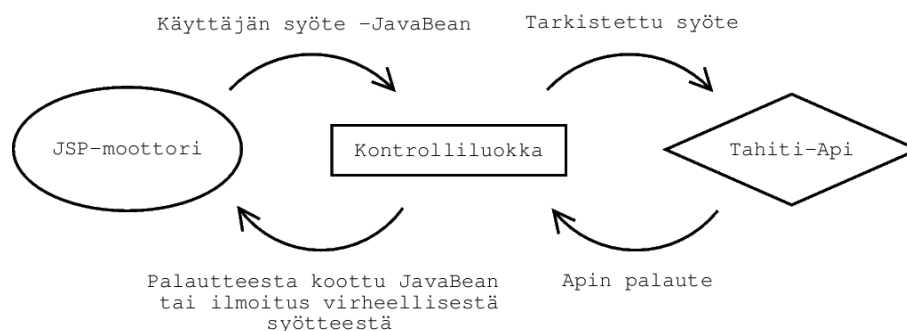 Käyttäjän syöte -JavaBean
Tarkistettu syöte
JSP-moottori
Kontrolliluokka
Tahiti-Api
Palautteesta koottu JavaBean
tai ilmoitus virheellisestä
syötteestä
Apin palaute